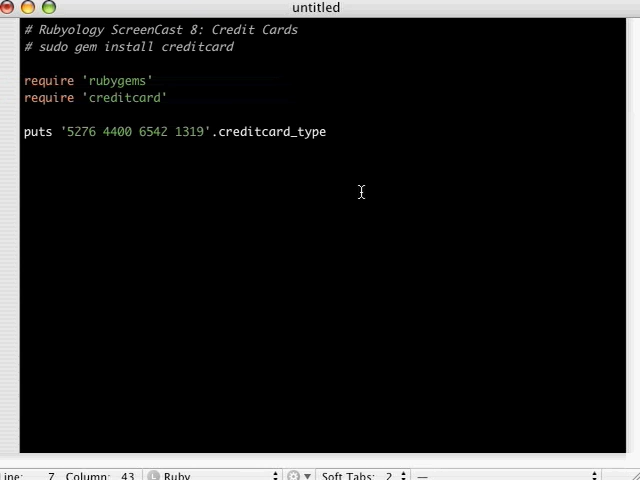 untitled
# Rubyology ScreenCast 8: Credit Cards
# sudo gem install creditcard
require 'rubygems'
require 'creditcard'
puts '5276 4400 6542 1319'.creditcard_type
Line: 7 Column: 43 Ruby Soft Tabs: 2 —